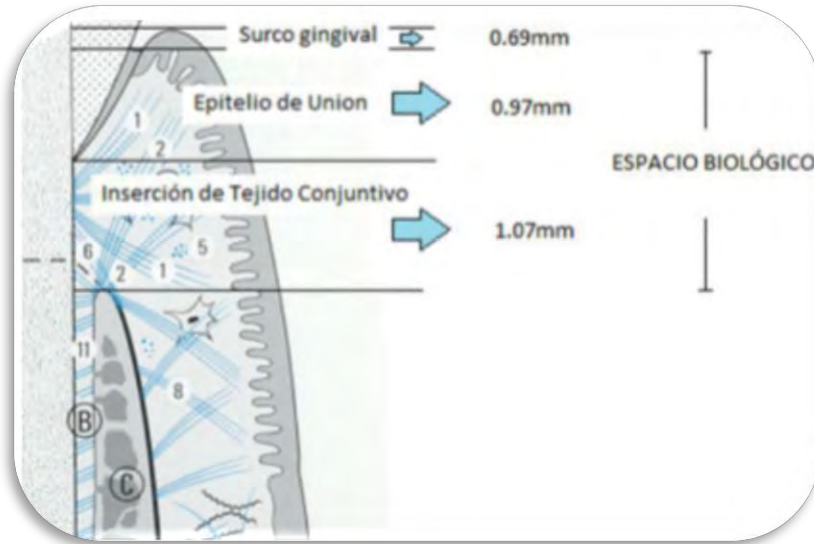 Surco gingival 0.69mm
Epitelio de Union 0.97mm
1
2
ESPACIO BIOLÓGICO
Inserción de Tejido Conjuntivo
1.07mm
5
6
2
1
11
8
B
C